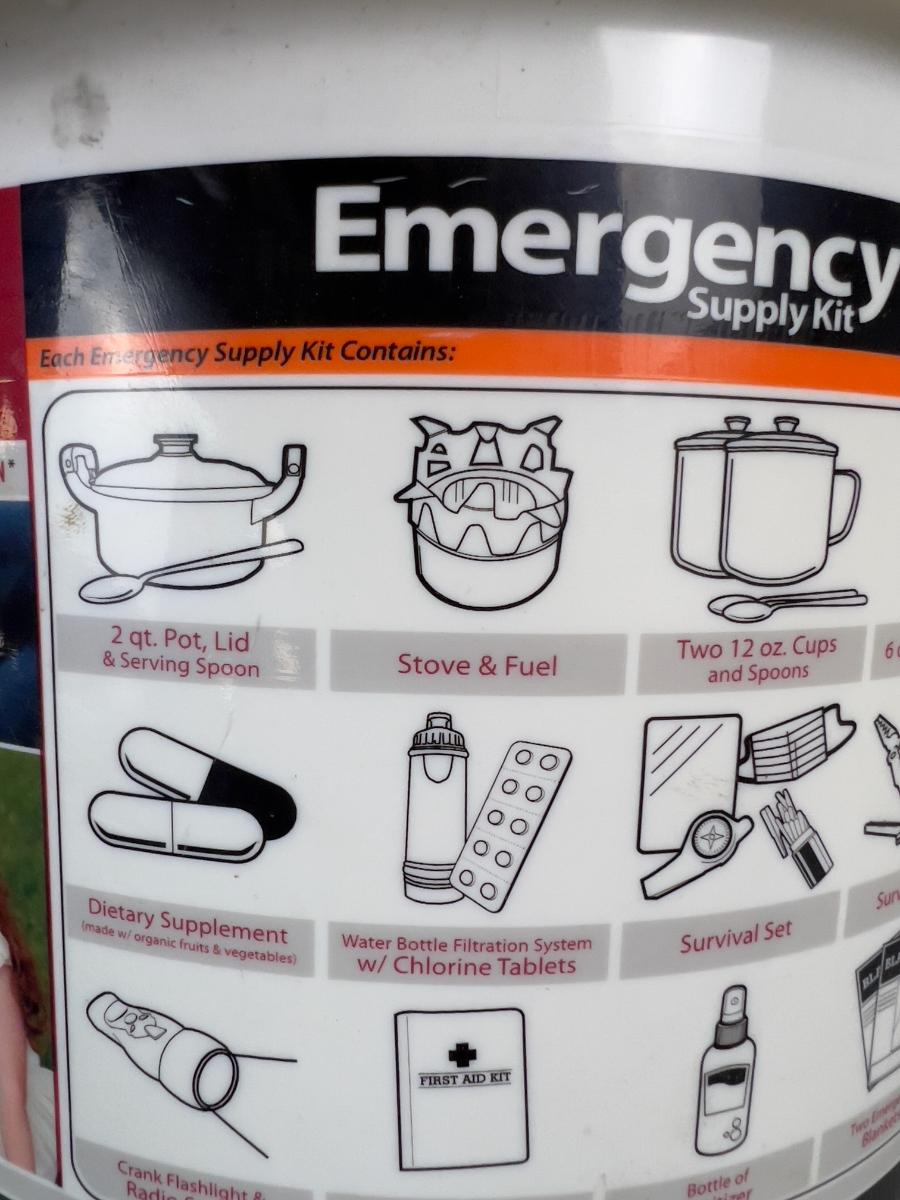 Emergency
Supply Kit
Each Emergency Supply Kit Contains:
2 qt. Pot, Lid
& Serving Spoon
Stove & Fuel
Two 12 oz. Cups
and Spoons
6
Dietary Supplement
(made w/ organic fruits & vegetables)
Water Bottle Filtration System
w/ Chlorine Tablets
Survival Set
FIRST AID KIT
Two
Crank Flashlight &
Bottle of